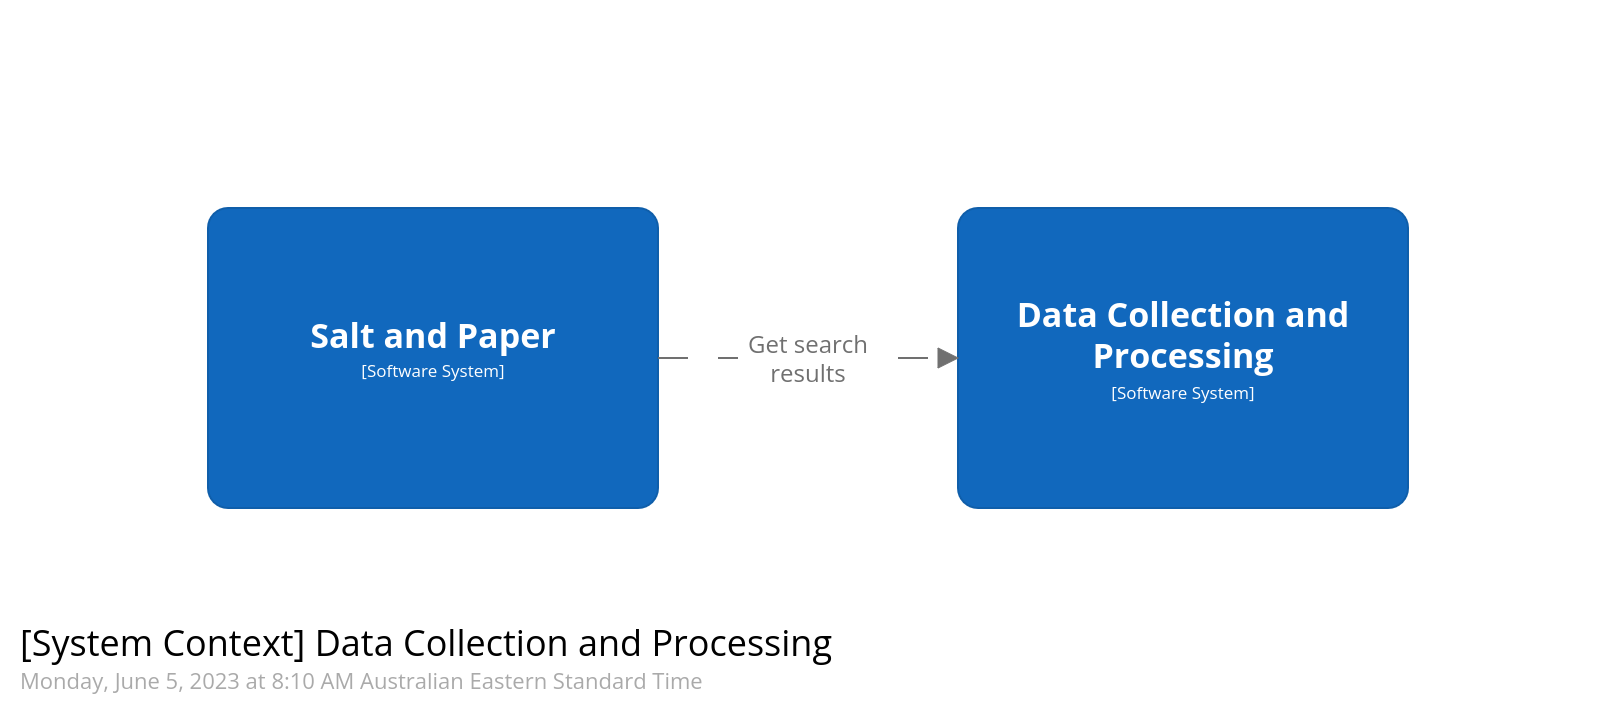 Salt and Paper
[Software System]
Get search
results
Data Collection and
Processing
[Software System]
[System Context] Data Collection and Processing
Monday, June 5, 2023 at 8:10 AM Australian Eastern Standard Time